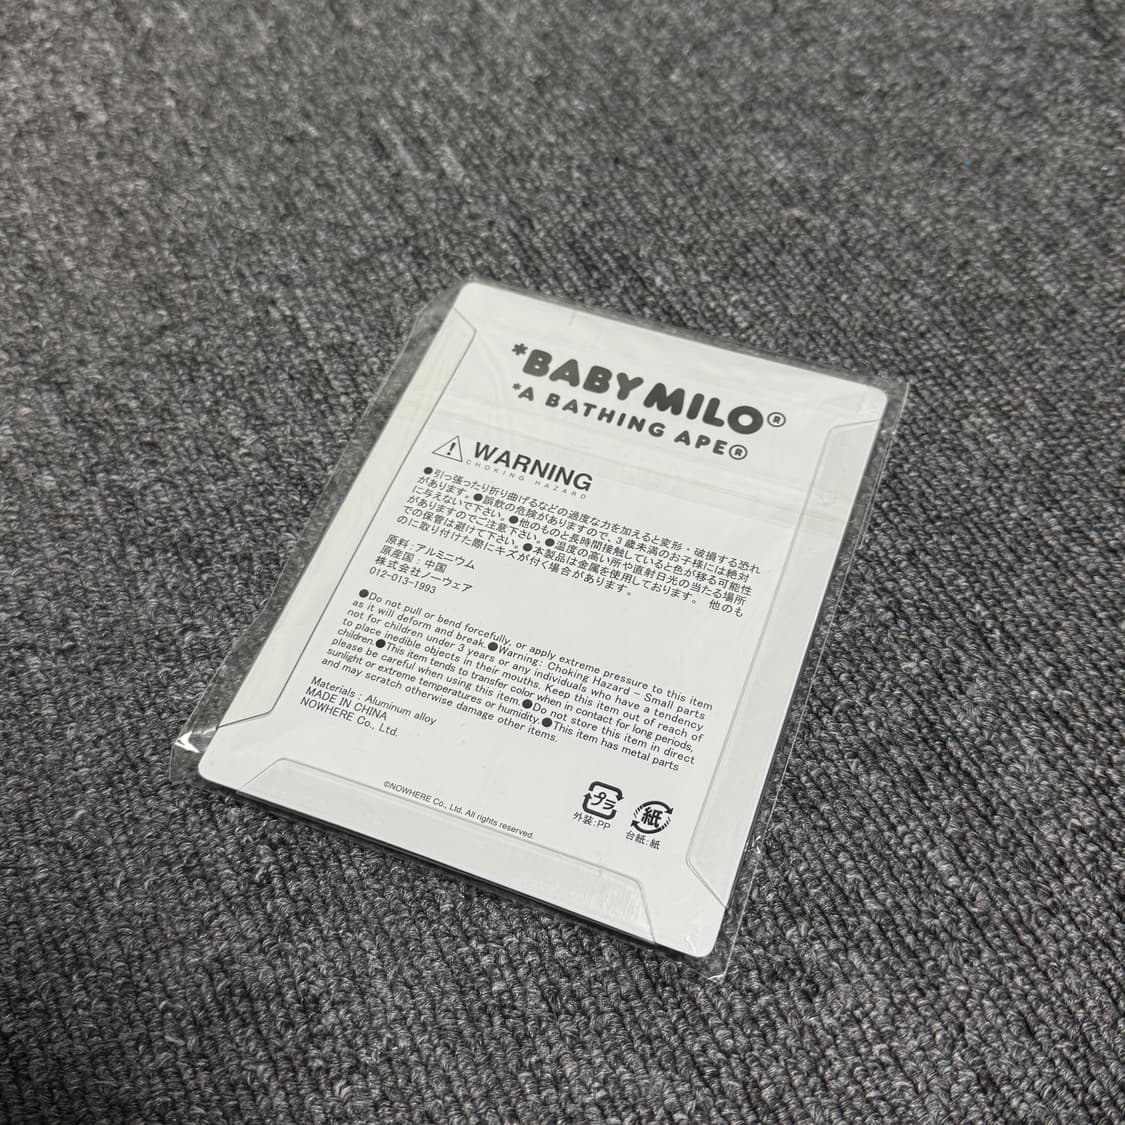 *BABY MILO®
*A BATHING APE®
WARNING
CHOKING HAZARD
●引っ張ったり折り曲げるなどの過度な力を加えると変形・破損する恐れ
があります。●誤飲の危険がありますので、3歳未満のお子様には絶対
に与えないで下さい。●他のものと長時間接触していると色が移る可能性
がありますのでご注意下さい。●温度の高い所や直射日光の当たる場所
での保管は避けて下さい。●本製品は金属を使用しております。他のも
のに取り付けた際にキズが付く場合があります。
原料：アルミニウム
原産国：中国
株式会社ノーウェア
012-013-1993
●Do not pull or bend forcefully, or apply extreme pressure to this item
as it will deform and break.●Warning: Choking Hazard – Small parts
not for children under 3 years or any individuals who have a tendency
to place inedible objects in their mouths. Keep this item out of reach of
children.●This item tends to transfer color when in contact for long periods,
please be careful when using this item.●Do not store this item in direct
sunlight or extreme temperatures or humidity.●This item has metal parts
and may scratch otherwise damage other items.
Materials : Aluminum alloy
MADE IN CHINA
NOWHERE Co., Ltd.
©NOWHERE Co., Ltd. All rights reserved.
プラ
外装：PP
紙
台紙：紙